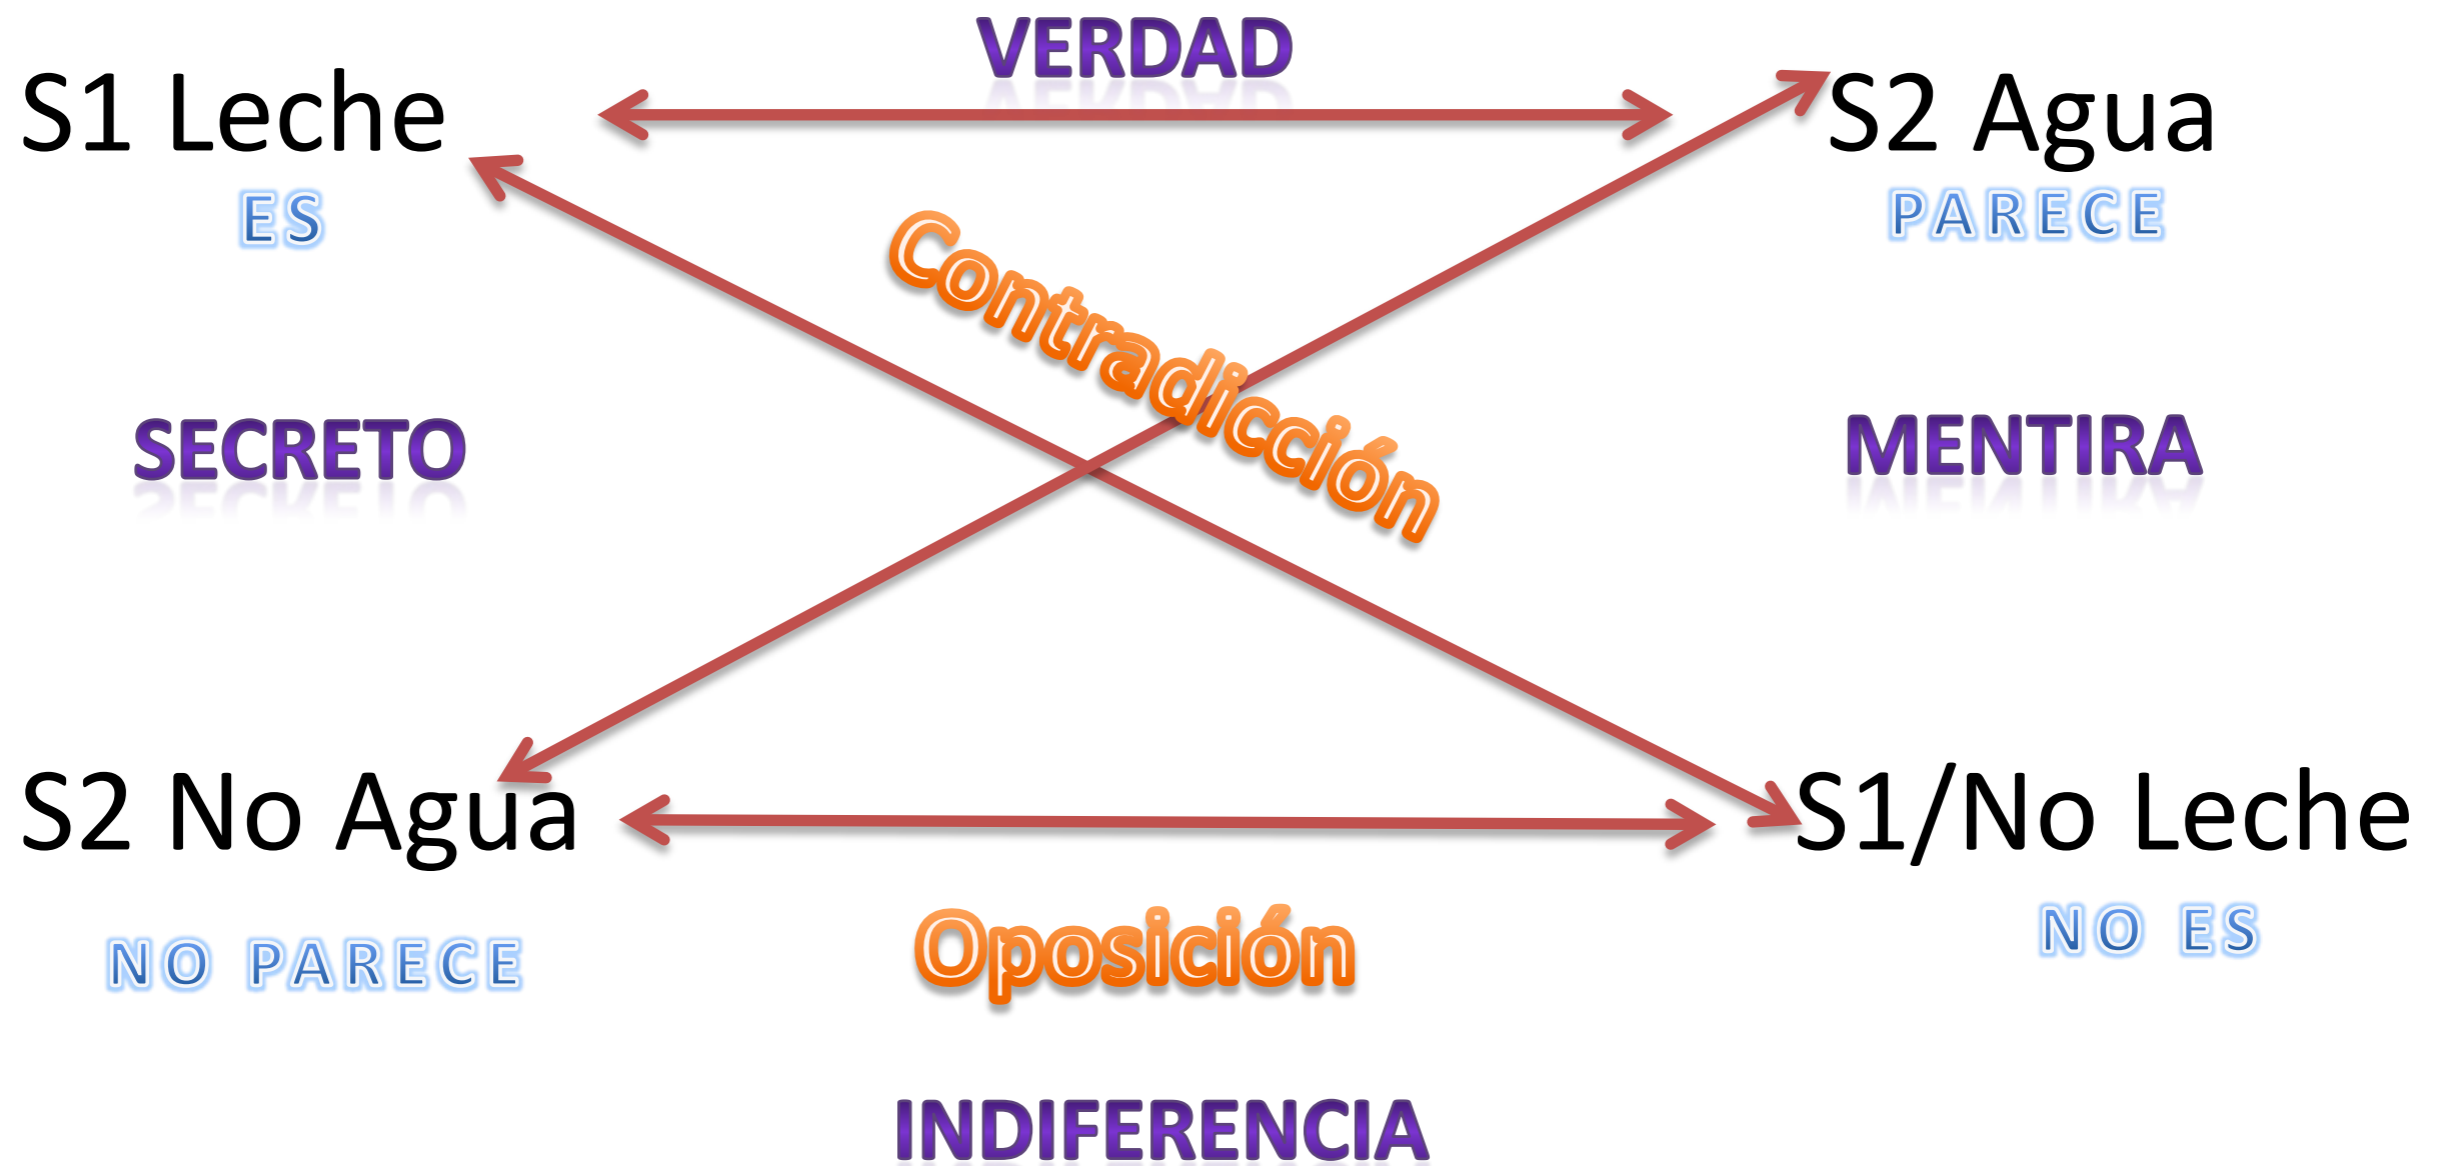 VERDAD
S1 Leche
S2 Agua
ES
PARECE
Contradicción
SECRETO
MENTIRA
S2 No Agua
S1/No Leche
NO PARECE
NO ES
Oposición
INDIFERENCIA